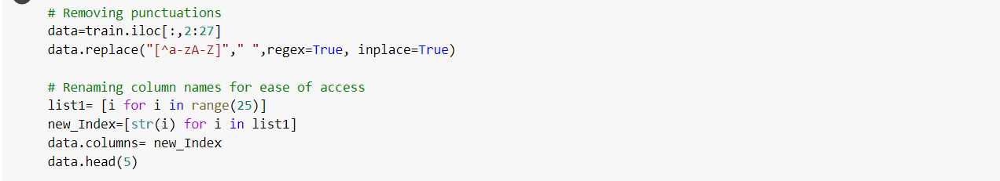 # Removing punctuations
data=train.iloc[:,2:27]
data.replace("[^a-zA-Z]"," ",regex=True, inplace=True)
# Renaming column names for ease of access
list1= [i for i in range(25)]
new_Index=[str(i) for i in list1]
data.columns= new_Index
data.head(5)